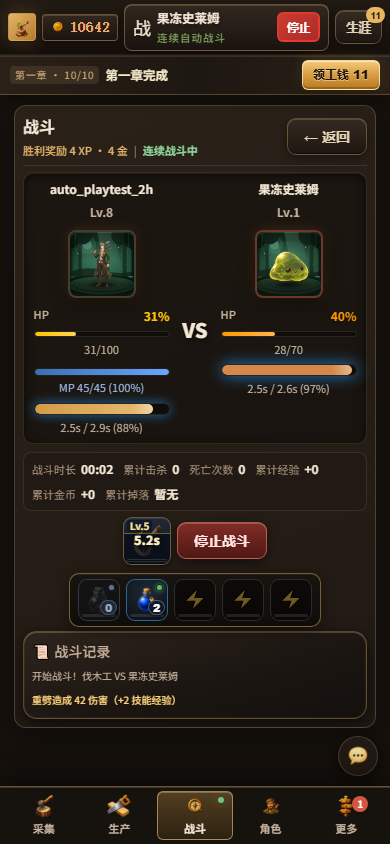 10642
战
果冻史莱姆
连续自动战斗
停止
生涯
11
第一章 · 10/10
第一章完成
领工钱 11
战斗
胜利奖励 4 XP · 4 金 | 连续战斗中
← 返回
auto_playtest_2h
Lv.8
果冻史莱姆
Lv.1
HP
31%
31/100
MP 45/45 (100%)
2.5s / 2.9s (88%)
VS
HP
40%
28/70
2.5s / 2.6s (97%)
战斗时长 00:02 累计击杀 0 死亡次数 0 累计经验 +0
累计金币 +0 累计掉落 暂无
Lv.5
5.2s
停止战斗
0
2
战斗记录
开始战斗！伐木工 VS 果冻史莱姆
重劈造成 42 伤害（+2 技能经验）
采集
生产
战斗
角色
更多
1